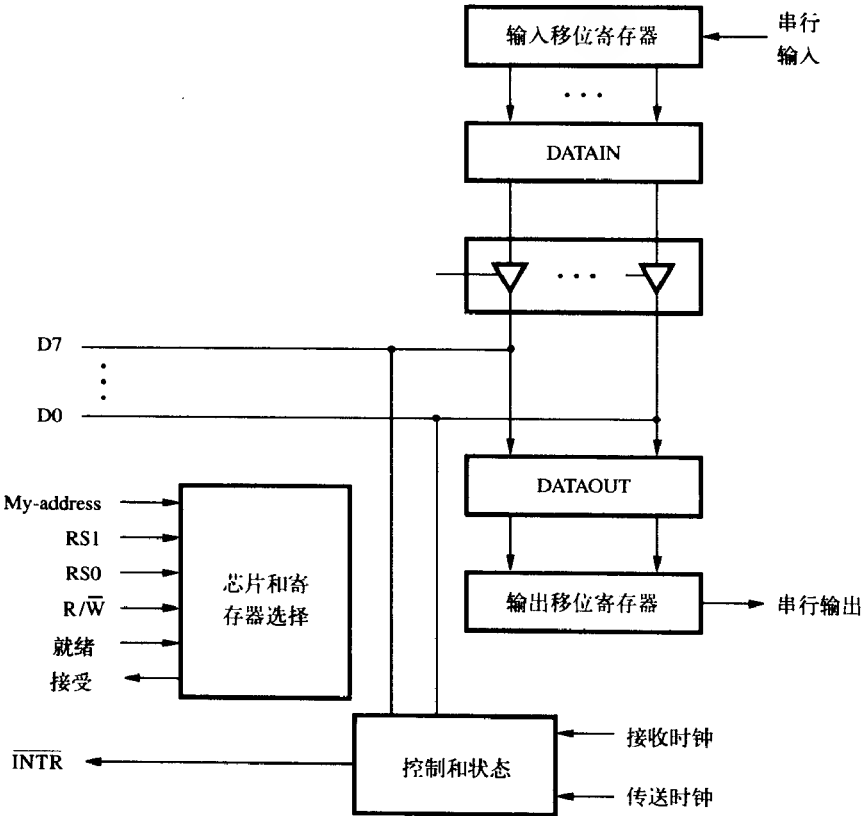 输入移位寄存器
串行
输入
DATAIN
D7
D0
DATAOUT
My-address
RS1
RS0
R/W̅
就绪
接受
芯片和寄
存器选择
输出移位寄存器
串行输出
I̅N̅T̅R̅
控制和状态
接收时钟
传送时钟